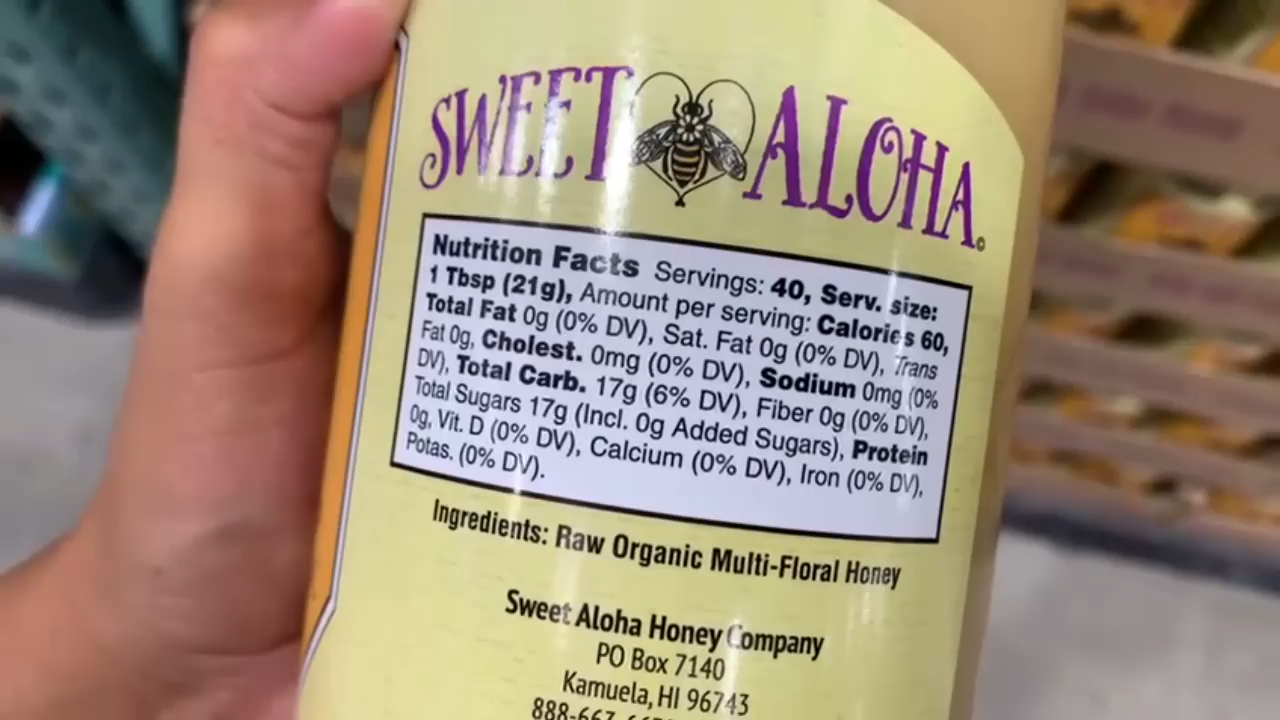 SWEET ALOHA
Nutrition Facts Servings: 40, Serv. size:
1 Tbsp (21g), Amount per serving: Calories 60,
Total Fat 0g (0% DV), Sat. Fat 0g (0% DV), Trans
Fat 0g, Cholest. 0mg (0% DV), Sodium 0mg (0%
DV), Total Carb. 17g (6% DV), Fiber 0g (0% DV),
Total Sugars 17g (Incl. 0g Added Sugars), Protein
0g, Vit. D (0% DV), Calcium (0% DV), Iron (0% DV),
Potas. (0% DV).
Ingredients: Raw Organic Multi-Floral Honey
Sweet Aloha Honey Company
PO Box 7140
Kamuela, HI 96743